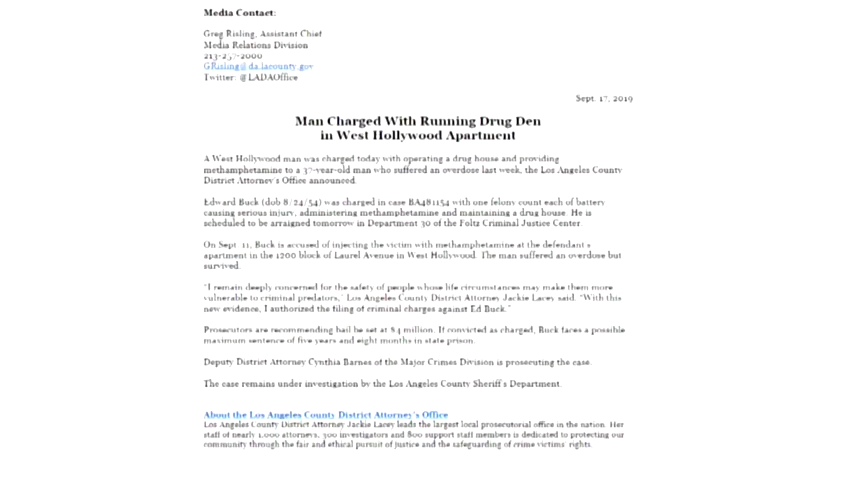 Media Contact:
Greg Risling, Assistant Chief
Media Relations Division
213-257-2000
GRisling@da.lacounty.gov
Twitter: @LADAOffice
Sept. 17, 2019
Man Charged With Running Drug Den
in West Hollywood Apartment
A West Hollywood man was charged today with operating a drug house and providing
methamphetamine to a 37-year-old man who suffered an overdose last week, the Los Angeles County
District Attorney's Office announced.
Edward Buck (dob 8/24/54) was charged in case BA481154 with one felony count each of battery
causing serious injury, administering methamphetamine and maintaining a drug house. He is
scheduled to be arraigned tomorrow in Department 30 of the Foltz Criminal Justice Center.
On Sept. 11, Buck is accused of injecting the victim with methamphetamine at the defendant's
apartment in the 1200 block of Laurel Avenue in West Hollywood. The man suffered an overdose but
survived.
"I remain deeply concerned for the safety of people whose life circumstances may make them more
vulnerable to criminal predators," Los Angeles County District Attorney Jackie Lacey said. "With this
new evidence, I authorized the filing of criminal charges against Ed Buck."
Prosecutors are recommending bail be set at $4 million. If convicted as charged, Buck faces a possible
maximum sentence of five years and eight months in state prison.
Deputy District Attorney Cynthia Barnes of the Major Crimes Division is prosecuting the case.
The case remains under investigation by the Los Angeles County Sheriff's Department.
About the Los Angeles County District Attorney's Office
Los Angeles County District Attorney Jackie Lacey leads the largest local prosecutorial office in the nation. Her
staff of nearly 1,000 attorneys, 300 investigators and 800 support staff members is dedicated to protecting our
community through the fair and ethical pursuit of justice and the safeguarding of crime victims' rights.